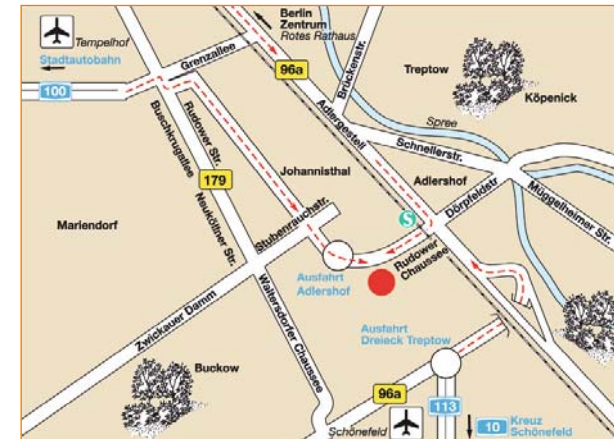 Berlin
Zentrum
Rotes Rathaus
Tempelhof
Stadtautobahn
100
Grenzallee
96a
Brückenstr.
Treptow
Köpenick
Adlergestell
Spree
Schnellerstr.
Rudower Str.
Buschkrugallee
179
Johannisthal
Adlershof
Müggelheimer Str.
Dörpfeldstr
Mariendorf
Neuköllner Str.
Stubenrauchstr.
S
Rudower
Chaussee
Ausfahrt
Adlershof
Zwickauer Damm
Waltersdorfer Chaussee
Ausfahrt
Dreieck Treptow
Buckow
96a
113
Schönefeld
10
Kreuz
Schönefeld